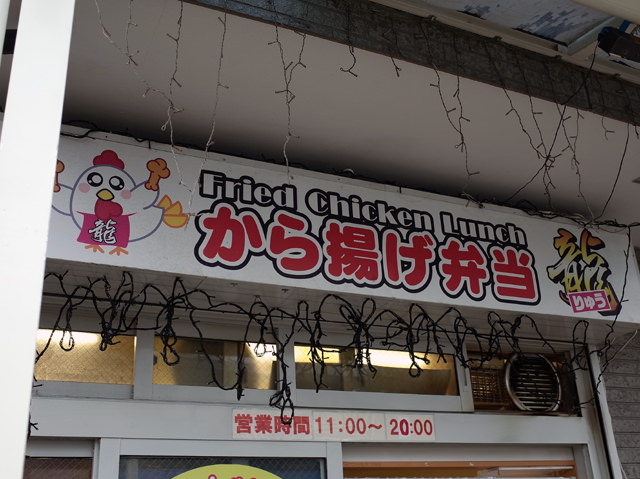 龍
Fried Chicken Lunch
から揚げ弁当
龍
りゅう
営業時間 11:00～20:00